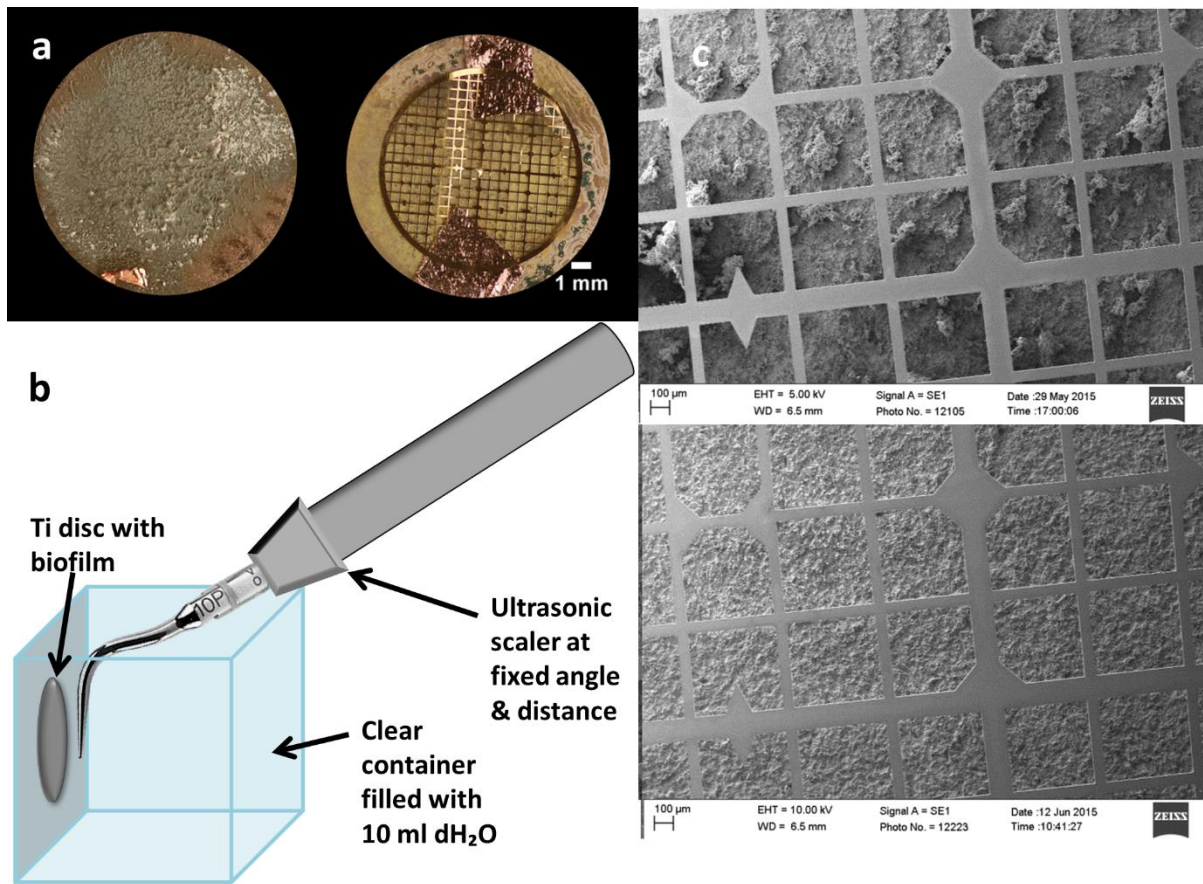 a
1 mm
b
Ti disc with
biofilm
10P
Ultrasonic
scaler at
fixed angle
& distance
Clear
container
filled with
10 ml dH₂O
c
100 µm
EHT = 5.00 kV
WD = 6.5 mm
Signal A = SE1
Photo No. = 12105
Date :29 May 2015
Time :17:00:06
ZEISS
100 µm
EHT = 10.00 kV
WD = 6.5 mm
Signal A = SE1
Photo No. = 12223
Date :12 Jun 2015
Time :10:41:27
ZEISS